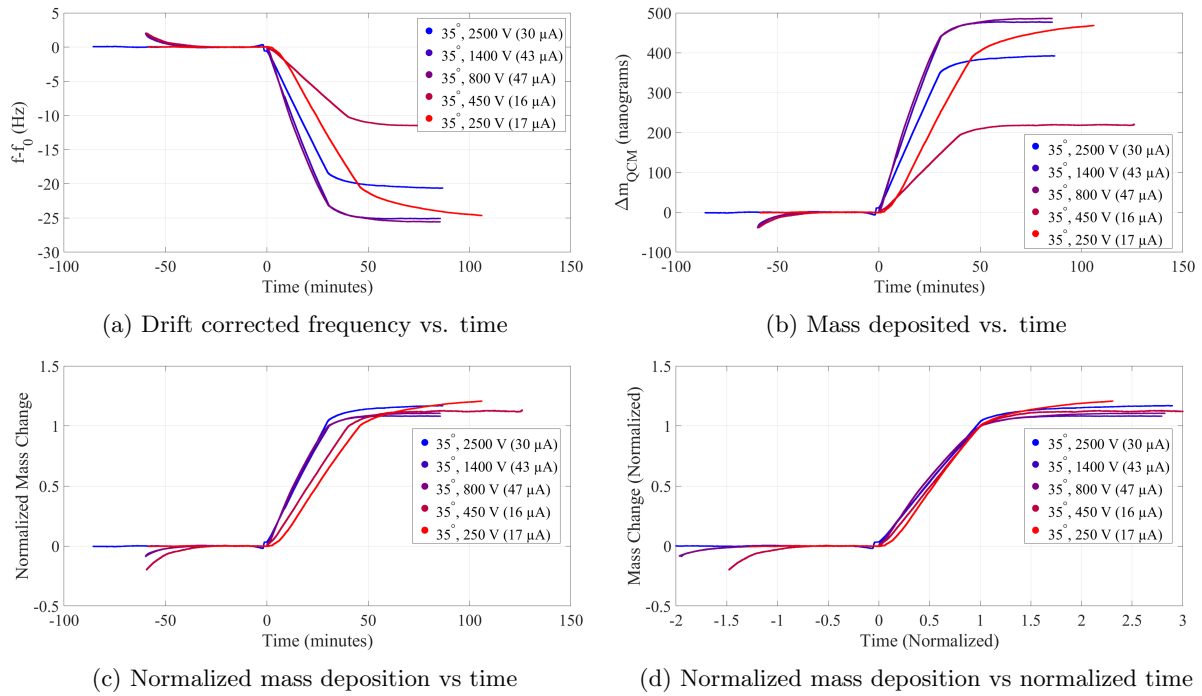 5
0
-5
-10
-15
-20
-25
-30
f-f0 (Hz)
-100 -50 0 50 100 150
Time (minutes)
35°, 2500 V (30 µA)
35°, 1400 V (43 µA)
35°, 800 V (47 µA)
35°, 450 V (16 µA)
35°, 250 V (17 µA)
(a) Drift corrected frequency vs. time
500
400
300
200
100
0
-100
ΔmQCM (nanograms)
-100 -50 0 50 100 150
Time (minutes)
35°, 2500 V (30 µA)
35°, 1400 V (43 µA)
35°, 800 V (47 µA)
35°, 450 V (16 µA)
35°, 250 V (17 µA)
(b) Mass deposited vs. time
1.5
1
0.5
0
-0.5
Normalized Mass Change
-100 -50 0 50 100 150
Time (minutes)
35°, 2500 V (30 µA)
35°, 1400 V (43 µA)
35°, 800 V (47 µA)
35°, 450 V (16 µA)
35°, 250 V (17 µA)
(c) Normalized mass deposition vs time
1.5
1
0.5
0
-0.5
Mass Change (Normalized)
-2 -1.5 -1 -0.5 0 0.5 1 1.5 2 2.5 3
Time (Normalized)
35°, 2500 V (30 µA)
35°, 1400 V (43 µA)
35°, 800 V (47 µA)
35°, 450 V (16 µA)
35°, 250 V (17 µA)
(d) Normalized mass deposition vs normalized time